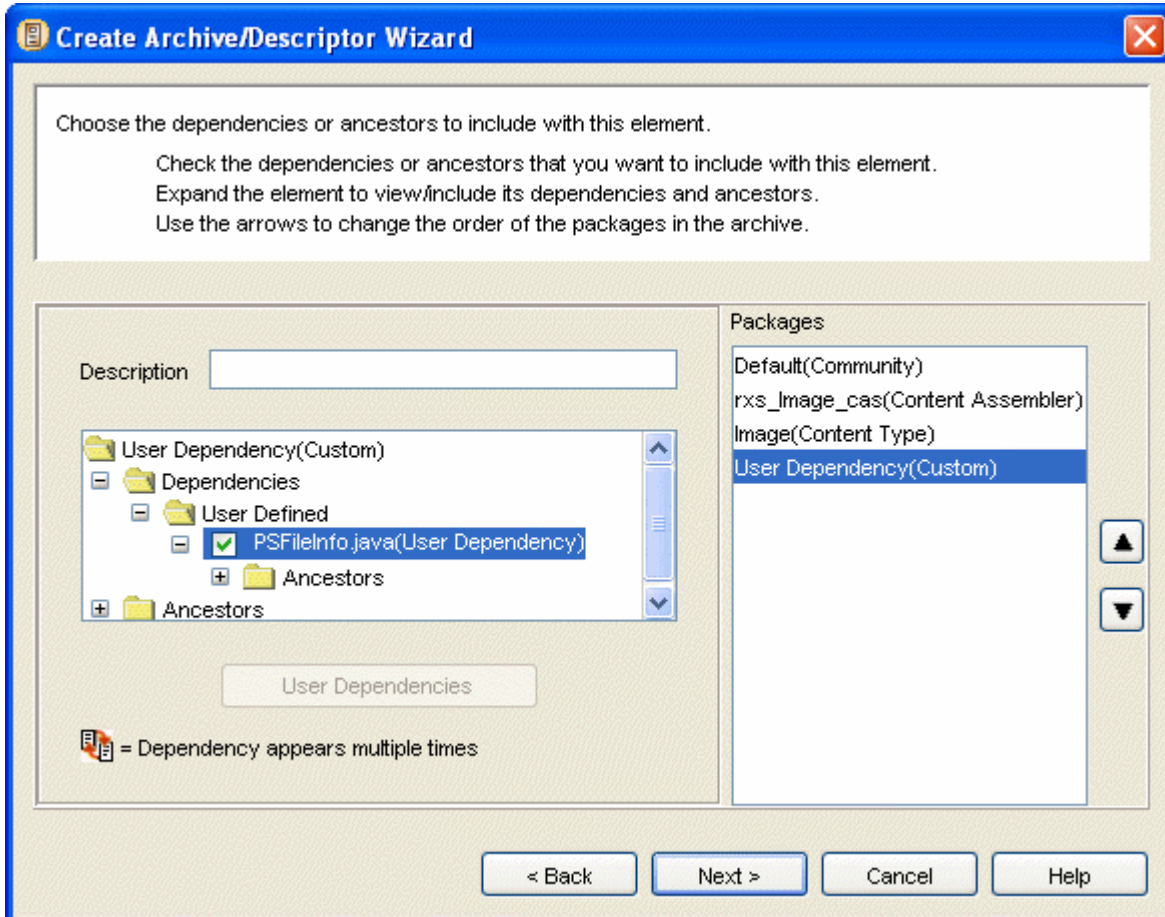 Create Archive/Descriptor Wizard
Choose the dependencies or ancestors to include with this element.
Check the dependencies or ancestors that you want to include with this element.
Expand the element to view/include its dependencies and ancestors.
Use the arrows to change the order of the packages in the archive.
Description
User Dependency(Custom)
Dependencies
User Defined
PSFileInfo.java(User Dependency)
Ancestors
Ancestors
User Dependencies
= Dependency appears multiple times
Packages
Default(Community)
rxs_Image_cas(Content Assembler)
Image(Content Type)
User Dependency(Custom)
< Back
Next >
Cancel
Help